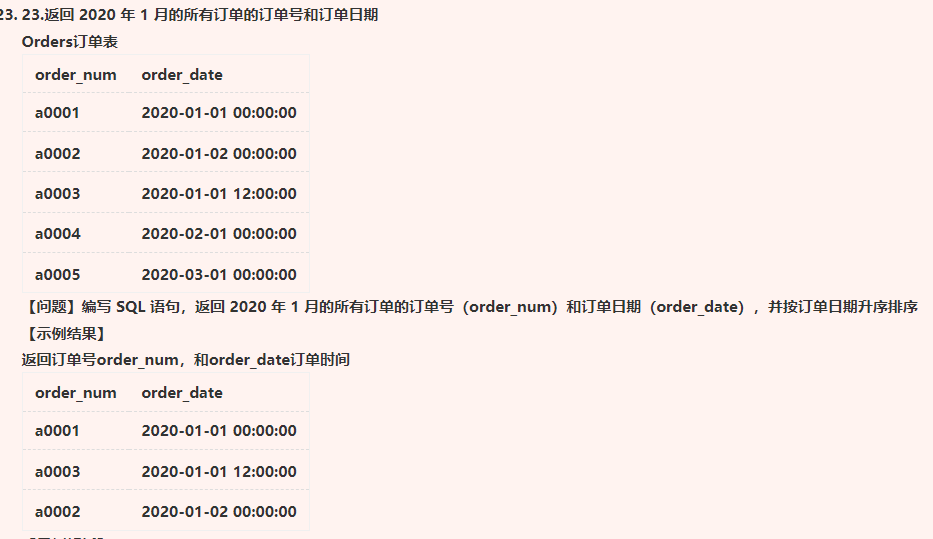 23. 23.返回 2020 年 1 月的所有订单的订单号和订单日期
Orders订单表
order_num order_date
a0001 2020-01-01 00:00:00
a0002 2020-01-02 00:00:00
a0003 2020-01-01 12:00:00
a0004 2020-02-01 00:00:00
a0005 2020-03-01 00:00:00
【问题】编写 SQL 语句，返回 2020 年 1 月的所有订单的订单号（order_num）和订单日期（order_date），并按订单日期升序排序
【示例结果】
返回订单号order_num，和order_date订单时间
order_num order_date
a0001 2020-01-01 00:00:00
a0003 2020-01-01 12:00:00
a0002 2020-01-02 00:00:00